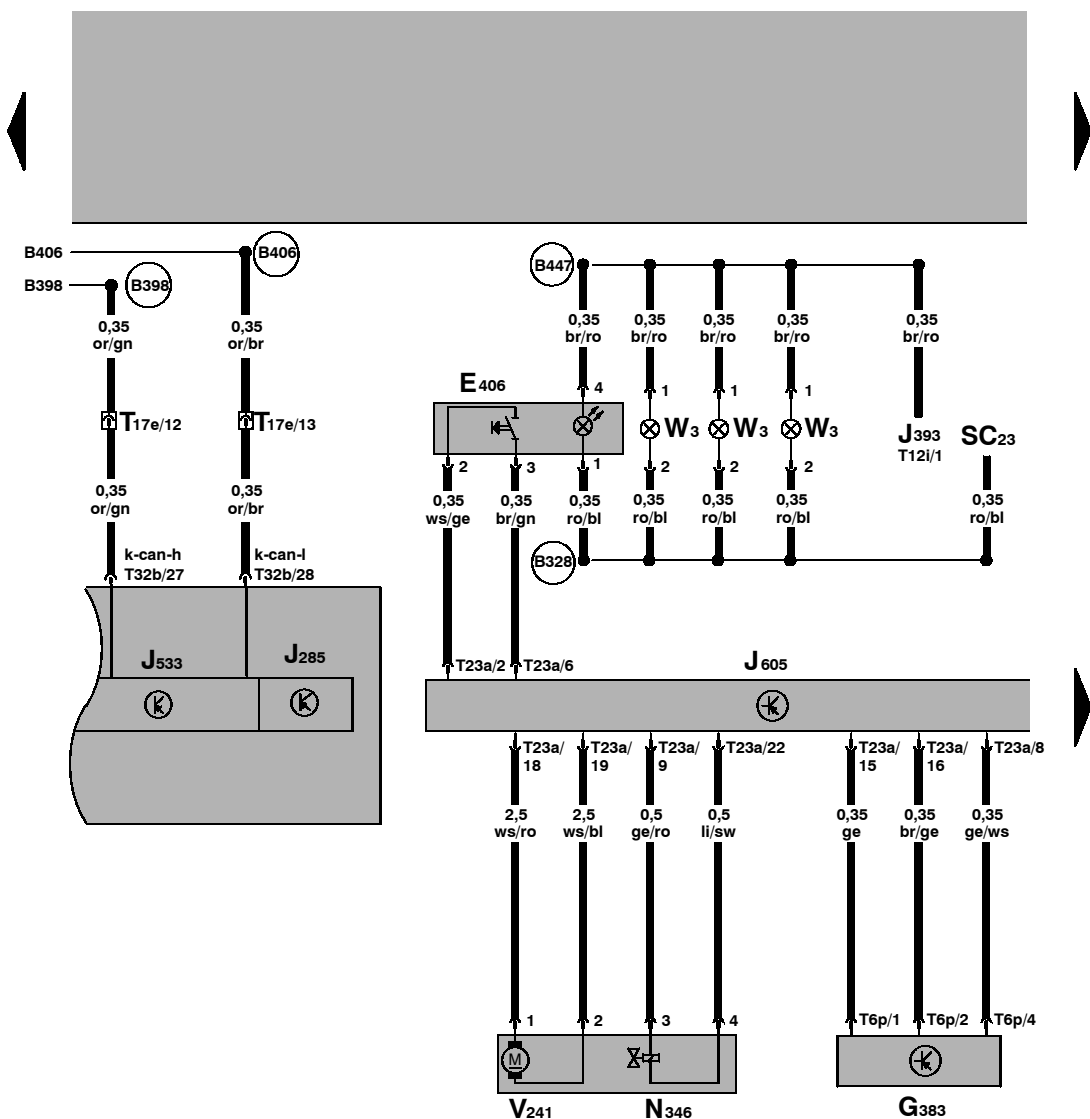 B406
B406
B447
B398
B398
0,35
or/gn
0,35
or/br
0,35
br/ro
0,35
br/ro
0,35
br/ro
0,35
br/ro
0,35
br/ro
E406
4
1
1
1
T17e/12
T17e/13
W3
W3
W3
J393
T12i/1
SC23
2
3
1
2
2
2
0,35
or/gn
0,35
or/br
0,35
ws/ge
0,35
br/gn
0,35
ro/bl
0,35
ro/bl
0,35
ro/bl
0,35
ro/bl
0,35
ro/bl
k-can-h
T32b/27
k-can-l
T32b/28
B328
J533
J285
T23a/2
T23a/6
J605
T23a/
18
T23a/
19
T23a/
9
T23a/22
T23a/
15
T23a/
16
T23a/8
2,5
ws/ro
2,5
ws/bl
0,5
ge/ro
0,5
li/sw
0,35
ge
0,35
br/ge
0,35
ge/ws
1
2
3
4
T6p/1
T6p/2
T6p/4
M
V241
N346
G383